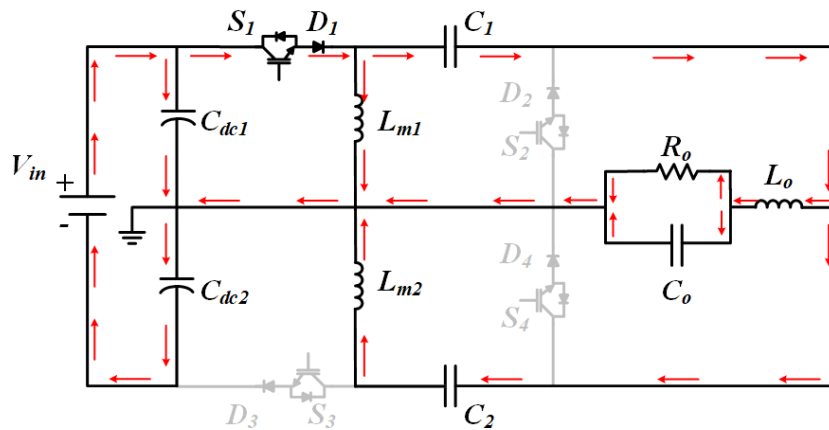 S1 D1 C1
D2
Cdc1 Lm1
S2
Ro
Vin + Lo
-
D4
Cdc2 Lm2
Co
S4
D3 S3 C2